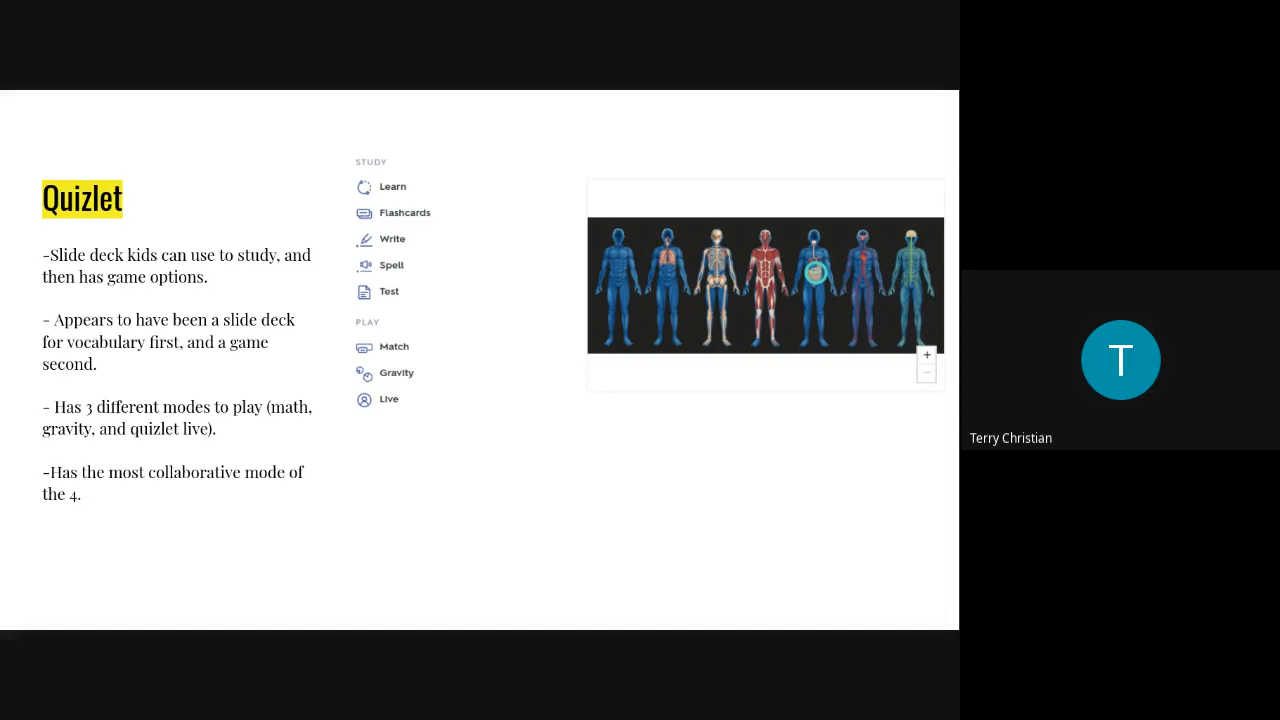 Quizlet
-Slide deck kids can use to study, and
then has game options.
- Appears to have been a slide deck
for vocabulary first, and a game
second.
- Has 3 different modes to play (math,
gravity, and quizlet live).
-Has the most collaborative mode of
the 4.
STUDY
Learn
Flashcards
Write
Spell
Test
PLAY
Match
Gravity
Live
+
−
T
Terry Christian